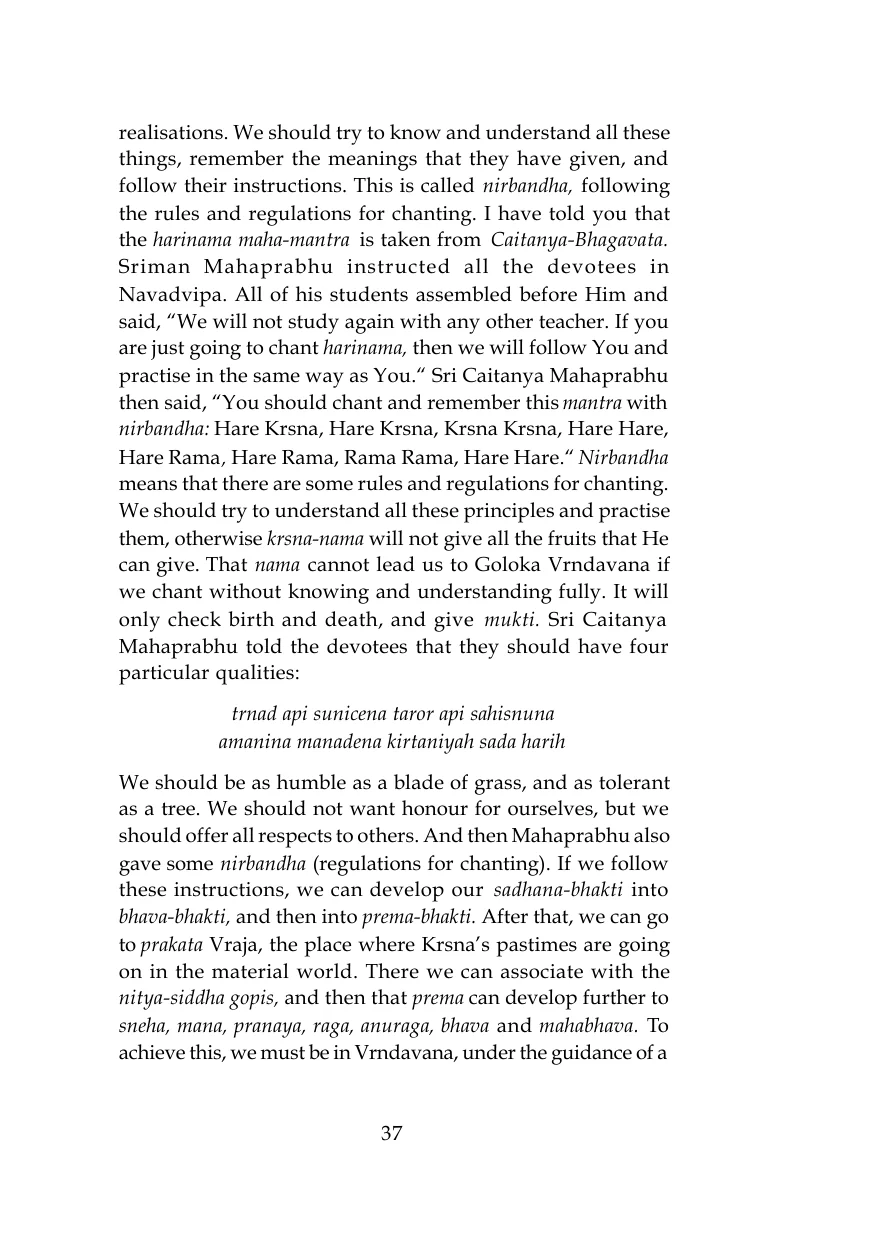 realisations. We should try to know and understand all these
things, remember the meanings that they have given, and
follow their instructions. This is called nirbandha, following
the rules and regulations for chanting. I have told you that
the harinama maha-mantra is taken from Caitanya-Bhagavata.
Sriman Mahaprabhu instructed all the devotees in
Navadvipa. All of his students assembled before Him and
said, “We will not study again with any other teacher. If you
are just going to chant harinama, then we will follow You and
practise in the same way as You.“ Sri Caitanya Mahaprabhu
then said, “You should chant and remember this mantra with
nirbandha: Hare Krsna, Hare Krsna, Krsna Krsna, Hare Hare,
Hare Rama, Hare Rama, Rama Rama, Hare Hare.“ Nirbandha
means that there are some rules and regulations for chanting.
We should try to understand all these principles and practise
them, otherwise krsna-nama will not give all the fruits that He
can give. That nama cannot lead us to Goloka Vrndavana if
we chant without knowing and understanding fully. It will
only check birth and death, and give mukti. Sri Caitanya
Mahaprabhu told the devotees that they should have four
particular qualities:
trnad api sunicena taror api sahisnuna
amanina manadena kirtaniyah sada harih
We should be as humble as a blade of grass, and as tolerant
as a tree. We should not want honour for ourselves, but we
should offer all respects to others. And then Mahaprabhu also
gave some nirbandha (regulations for chanting). If we follow
these instructions, we can develop our sadhana-bhakti into
bhava-bhakti, and then into prema-bhakti. After that, we can go
to prakata Vraja, the place where Krsna’s pastimes are going
on in the material world. There we can associate with the
nitya-siddha gopis, and then that prema can develop further to
sneha, mana, pranaya, raga, anuraga, bhava and mahabhava. To
achieve this, we must be in Vrndavana, under the guidance of a
37